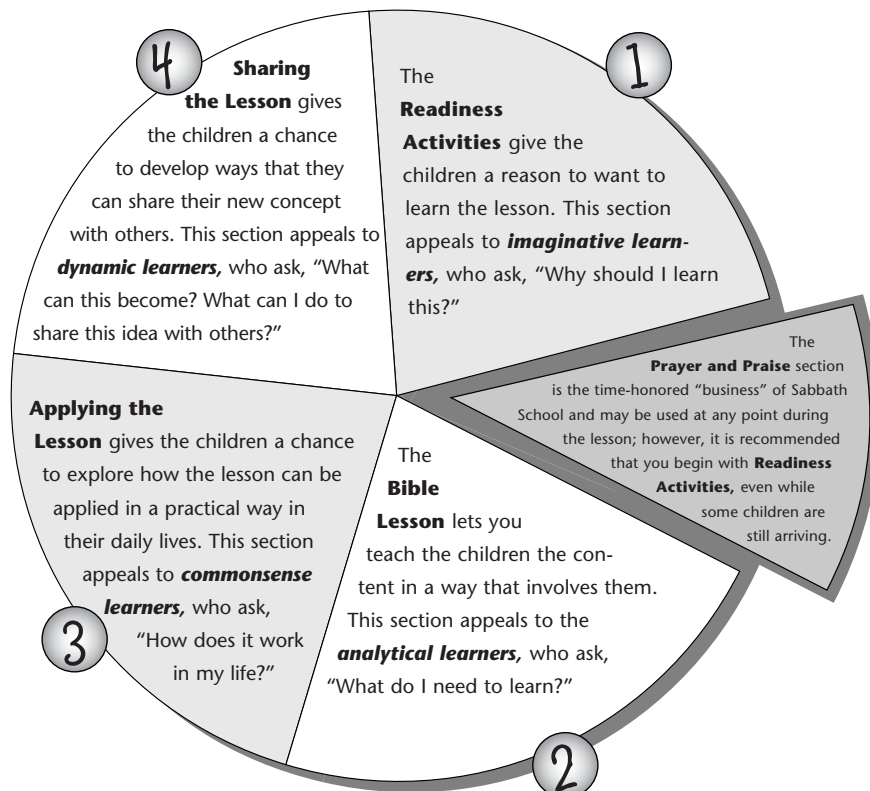 1
The
Readiness
Activities give the
children a reason to want to
learn the lesson. This section
appeals to imaginative learn-
ers, who ask, “Why should I learn
this?”
The
Prayer and Praise section
is the time-honored “business” of Sabbath
School and may be used at any point during
the lesson; however, it is recommended
that you begin with Readiness
Activities, even while
some children are
still arriving.
2
The
Bible
Lesson lets you
teach the children the con-
tent in a way that involves them.
This section appeals to the
analytical learners, who ask,
“What do I need to learn?”
3
Applying the
Lesson gives the children a chance
to explore how the lesson can be
applied in a practical way in
their daily lives. This section
appeals to commonsense
learners, who ask,
“How does it work
in my life?”
4
Sharing
the Lesson gives
the children a chance
to develop ways that they
can share their new concept
with others. This section appeals to
dynamic learners, who ask, “What
can this become? What can I do to
share this idea with others?”